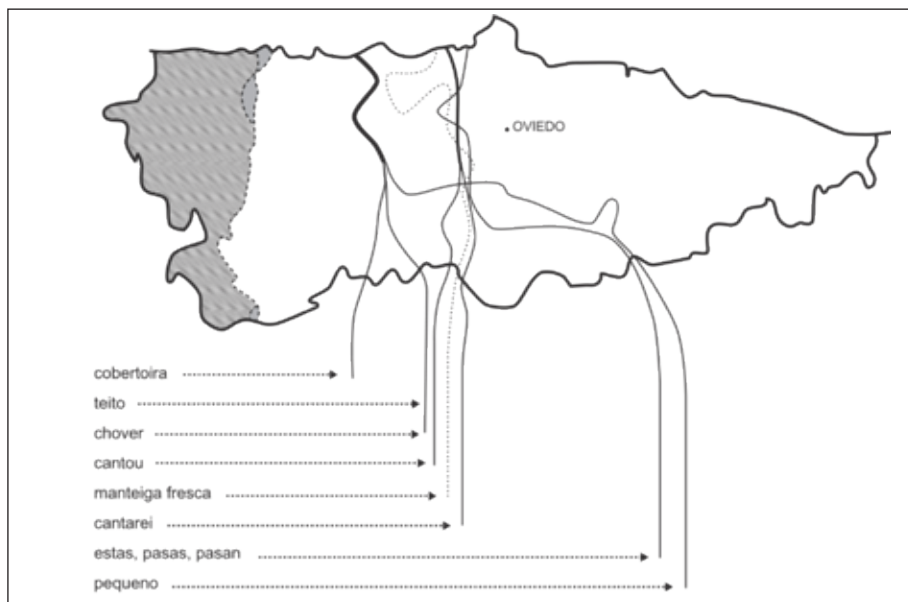 OVIEDO
cobertoira
teito
chover
cantou
manteiga fresca
cantarei
estas, pasas, pasan
pequeno